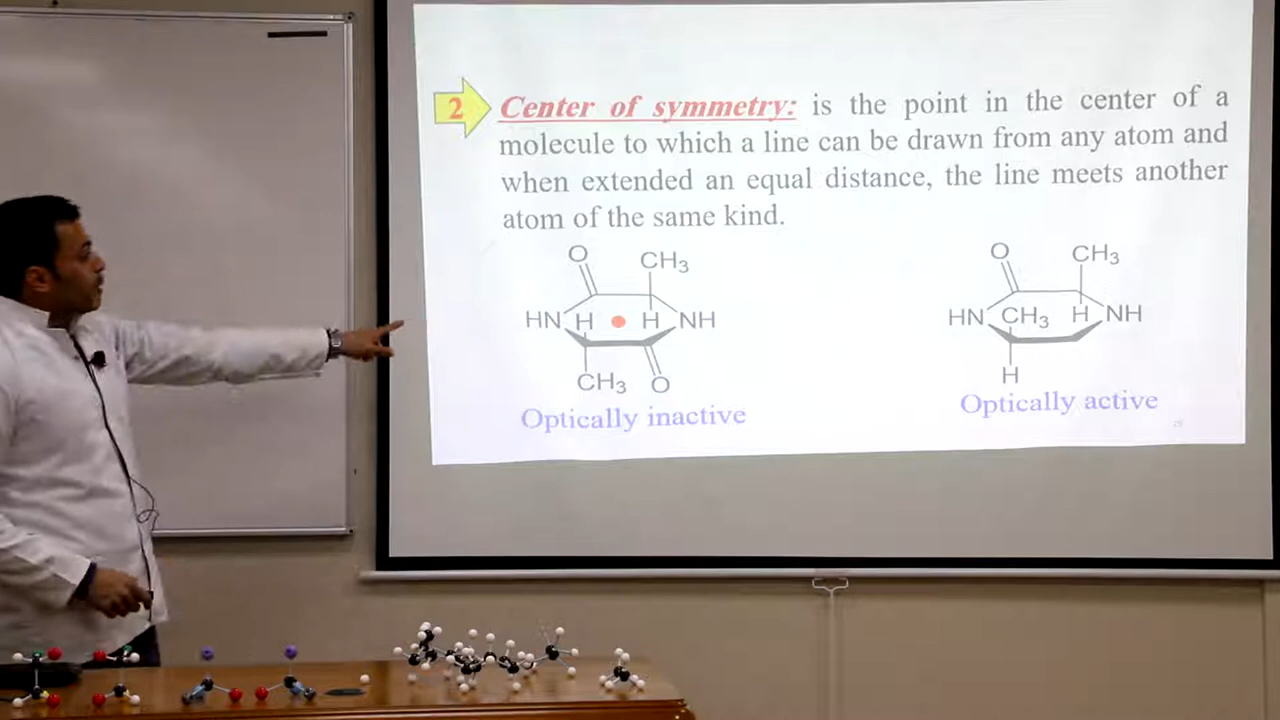 2 Center of symmetry: is the point in the center of a
molecule to which a line can be drawn from any atom and
when extended an equal distance, the line meets another
atom of the same kind.
O CH3
HN H H NH
CH3 O
Optically inactive
O CH3
HN CH3 H NH
H
Optically active